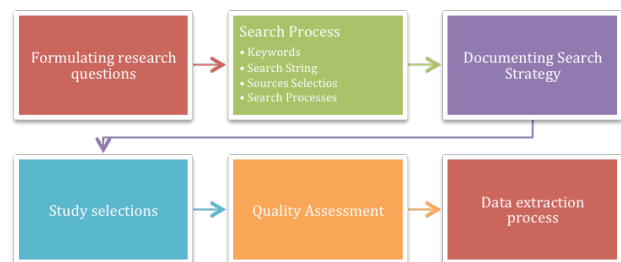 Formulating research
questions
Search Process
• Keywords
• Search String
• Sources Selectios
• Search Processes
Documenting Search
Strategy
Study selections
Quality Assessment
Data extraction
process